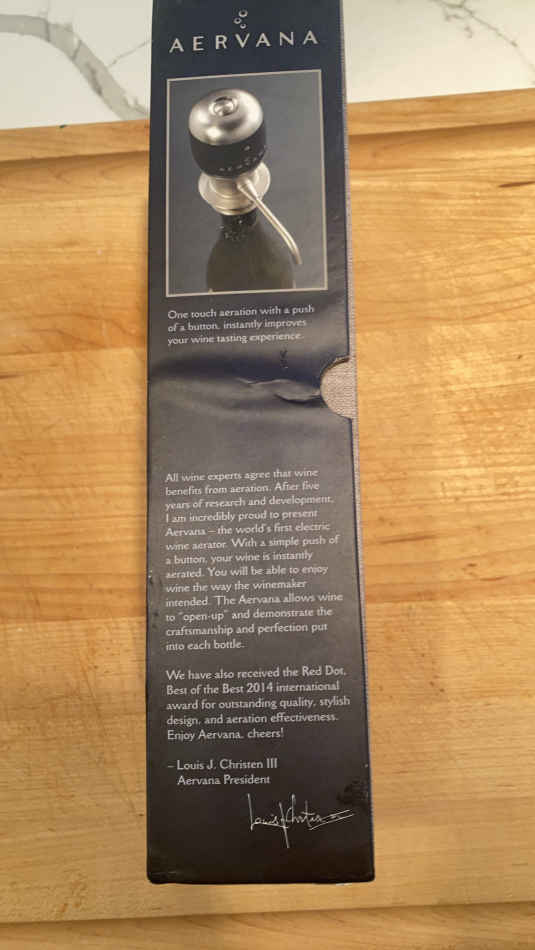 AERVANA
One touch aeration with a push
of a button, instantly improves
your wine tasting experience.
All wine experts agree that wine
benefits from aeration. After five
years of research and development,
I am incredibly proud to present
Aervana – the world's first electric
wine aerator. With a simple push of
a button, your wine is instantly
aerated. You will be able to enjoy
wine the way the winemaker
intended. The Aervana allows wine
to "open-up" and demonstrate the
craftsmanship and perfection put
into each bottle.
We have also received the Red Dot,
Best of the Best 2014 international
award for outstanding quality, stylish
design, and aeration effectiveness.
Enjoy Aervana, cheers!
– Louis J. Christen III
Aervana President